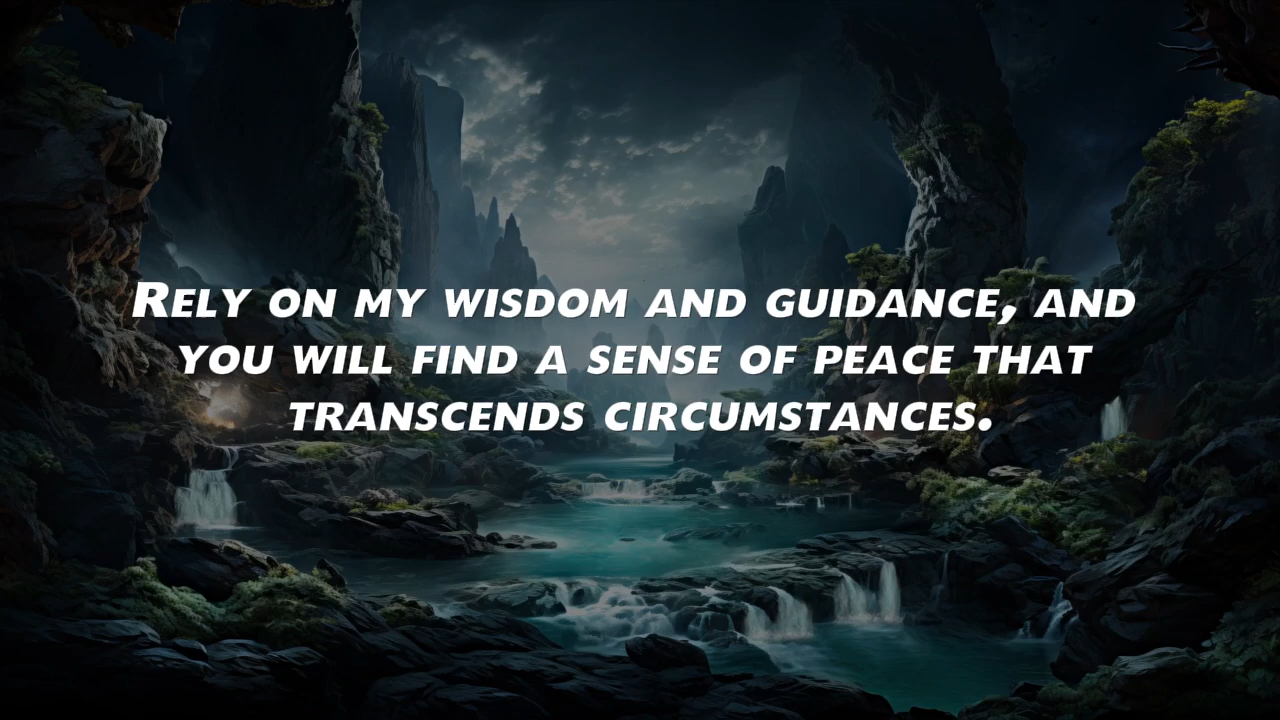 Rely on my wisdom and guidance, and
you will find a sense of peace that
transcends circumstances.